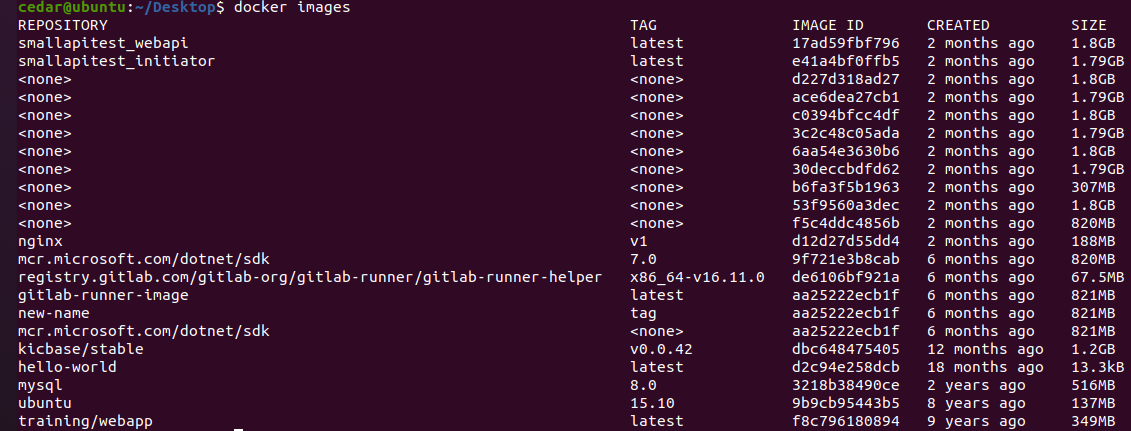 cedar@ubuntu:~/Desktop$ docker images
REPOSITORY TAG IMAGE ID CREATED SIZE
smallapitest_webapi latest 17ad59fbf796 2 months ago 1.8GB
smallapitest_initiator latest e41a4bf0ffb5 2 months ago 1.79GB
<none> <none> d227d318ad27 2 months ago 1.8GB
<none> <none> ace6dea27cb1 2 months ago 1.79GB
<none> <none> c0394bfcc4df 2 months ago 1.8GB
<none> <none> 3c2c48c05ada 2 months ago 1.79GB
<none> <none> 6aa54e3630b6 2 months ago 1.8GB
<none> <none> 30deccbdfd62 2 months ago 1.79GB
<none> <none> b6fa3f5b1963 2 months ago 307MB
<none> <none> 53f9560a3dec 2 months ago 1.8GB
<none> <none> f5c4ddc4856b 2 months ago 820MB
nginx v1 d12d27d55dd4 2 months ago 188MB
mcr.microsoft.com/dotnet/sdk 7.0 9f721e3b8cab 6 months ago 820MB
registry.gitlab.com/gitlab-org/gitlab-runner/gitlab-runner-helper x86_64-v16.11.0 de6106bf921a 6 months ago 67.5MB
gitlab-runner-image latest aa25222ecb1f 6 months ago 821MB
new-name tag aa25222ecb1f 6 months ago 821MB
mcr.microsoft.com/dotnet/sdk <none> aa25222ecb1f 6 months ago 821MB
kicbase/stable v0.0.42 dbc648475405 12 months ago 1.2GB
hello-world latest d2c94e258dcb 18 months ago 13.3kB
mysql 8.0 3218b38490ce 2 years ago 516MB
ubuntu 15.10 9b9cb95443b5 8 years ago 137MB
training/webapp latest f8c796180894 9 years ago 349MB